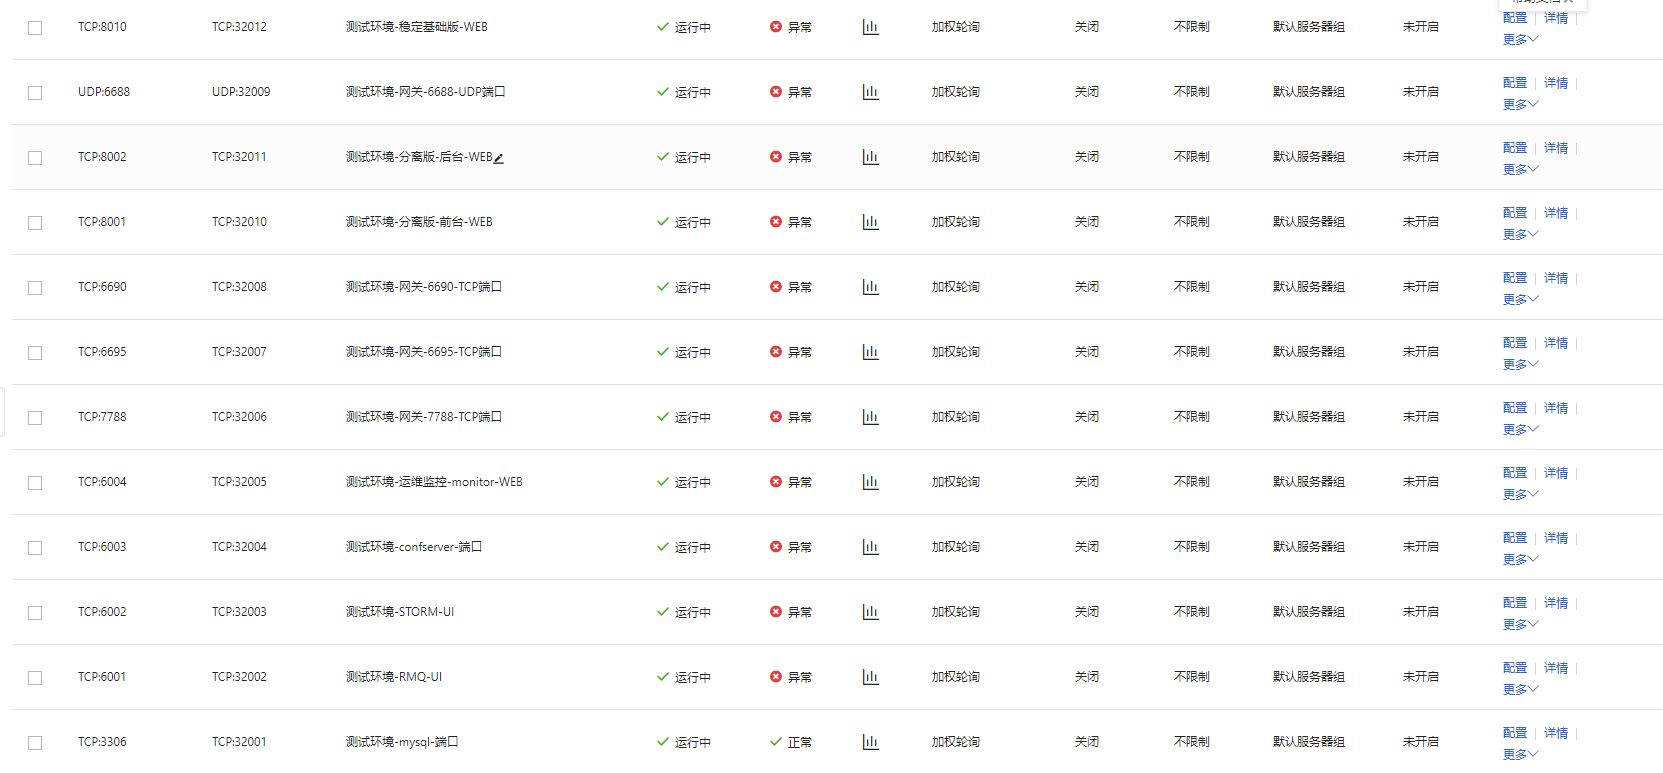 TCP:8010 TCP:32012 测试环境-稳定基础版-WEB 运行中 异常 加权轮询 关闭 不限制 默认服务器组 未开启 配置 详情
更多
UDP:6688 UDP:32009 测试环境-网关-6688-UDP端口 运行中 异常 加权轮询 关闭 不限制 默认服务器组 未开启 配置 详情
更多
TCP:8002 TCP:32011 测试环境-分离版-后台-WEB 运行中 异常 加权轮询 关闭 不限制 默认服务器组 未开启 配置 详情
更多
TCP:8001 TCP:32010 测试环境-分离版-前台-WEB 运行中 异常 加权轮询 关闭 不限制 默认服务器组 未开启 配置 详情
更多
TCP:6690 TCP:32008 测试环境-网关-6690-TCP端口 运行中 异常 加权轮询 关闭 不限制 默认服务器组 未开启 配置 详情
更多
TCP:6695 TCP:32007 测试环境-网关-6695-TCP端口 运行中 异常 加权轮询 关闭 不限制 默认服务器组 未开启 配置 详情
更多
TCP:7788 TCP:32006 测试环境-网关-7788-TCP端口 运行中 异常 加权轮询 关闭 不限制 默认服务器组 未开启 配置 详情
更多
TCP:6004 TCP:32005 测试环境-运维监控-monitor-WEB 运行中 异常 加权轮询 关闭 不限制 默认服务器组 未开启 配置 详情
更多
TCP:6003 TCP:32004 测试环境-confserver-端口 运行中 异常 加权轮询 关闭 不限制 默认服务器组 未开启 配置 详情
更多
TCP:6002 TCP:32003 测试环境-STORM-UI 运行中 异常 加权轮询 关闭 不限制 默认服务器组 未开启 配置 详情
更多
TCP:6001 TCP:32002 测试环境-RMQ-UI 运行中 异常 加权轮询 关闭 不限制 默认服务器组 未开启 配置 详情
更多
TCP:3306 TCP:32001 测试环境-mysql-端口 运行中 正常 加权轮询 关闭 不限制 默认服务器组 未开启 配置 详情
更多